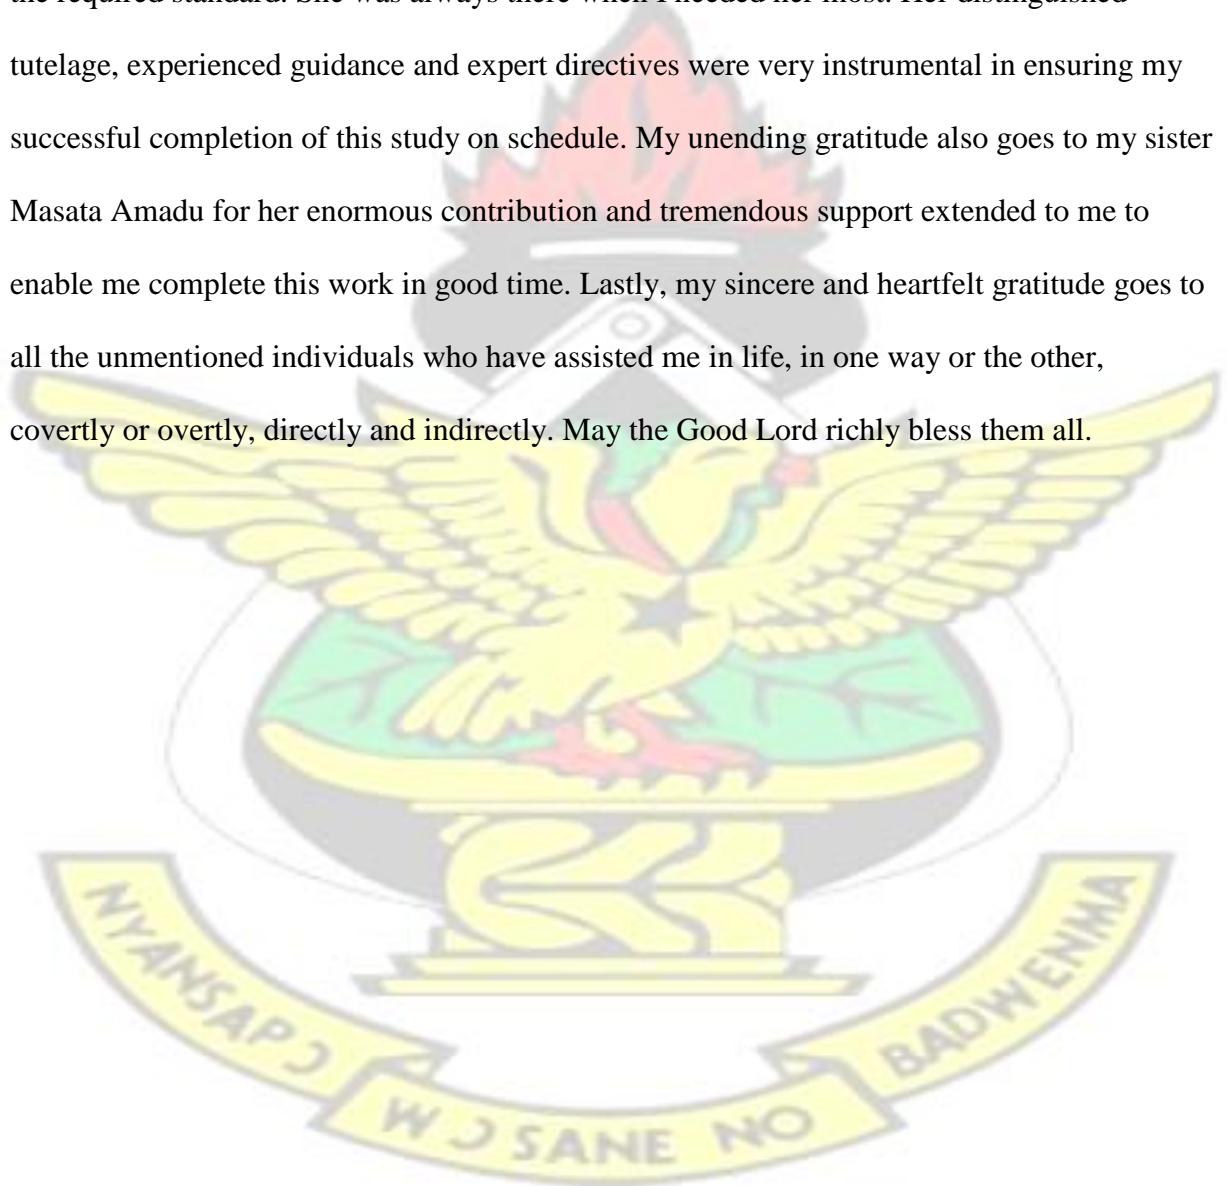 the required standard. She was always there when I needed her most. Her distinguished
tutelage, experienced guidance and expert directives were very instrumental in ensuring my
successful completion of this study on schedule. My unending gratitude also goes to my sister
Masata Amadu for her enormous contribution and tremendous support extended to me to
enable me complete this work in good time. Lastly, my sincere and heartfelt gratitude goes to
all the unmentioned individuals who have assisted me in life, in one way or the other,
covertly or overtly, directly and indirectly. May the Good Lord richly bless them all.
NYANSAPƆ
WƆSANE NO
BADWENMA